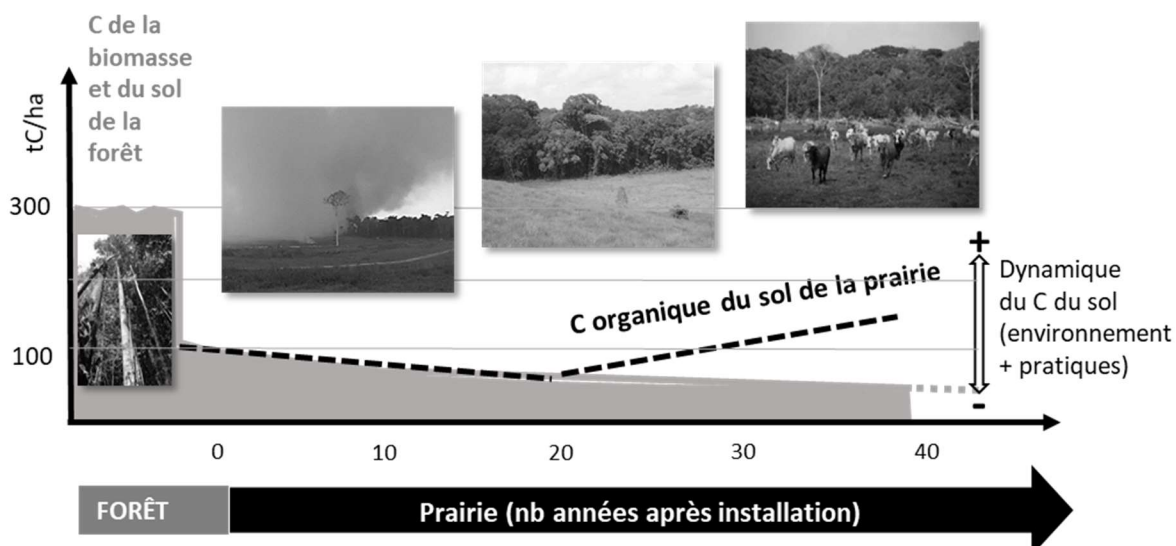 C de la
biomasse
et du sol
de la
forêt
tC/ha
300
100
C organique du sol de la prairie
+
Dynamique
du C du sol
(environnement
+ pratiques)
-
0 10 20 30 40
FORÊT
Prairie (nb années après installation)